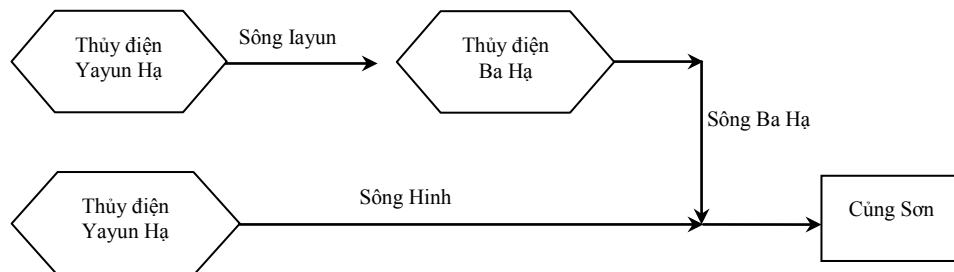 Thủy điện
Yayun Hạ
Sông Iayun
Thủy điện
Ba Hạ
Sông Ba Hạ
Thủy điện
Yayun Hạ
Sông Hinh
Củng Sơn